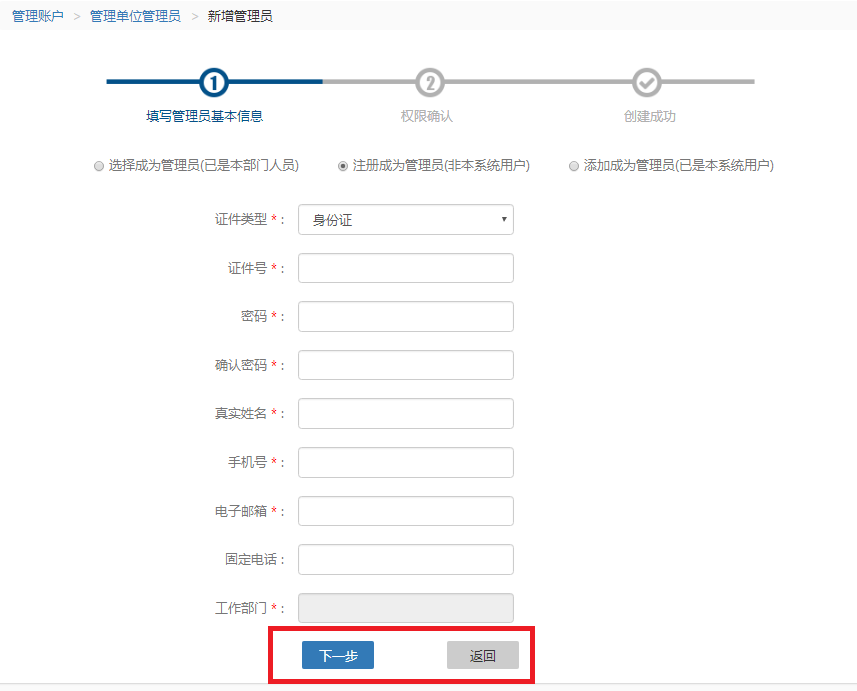 管理账户 > 管理单位管理员 > 新增管理员
1 2
填写管理员基本信息 权限确认 创建成功
选择成为管理员(已是本部门人员) 注册成为管理员(非本系统用户) 添加成为管理员(已是本系统用户)
证件类型 * : 身份证
证件号 * :
密码 * :
确认密码 * :
真实姓名 * :
手机号 * :
电子邮箱 * :
固定电话 :
工作部门 * :
下一步 返回